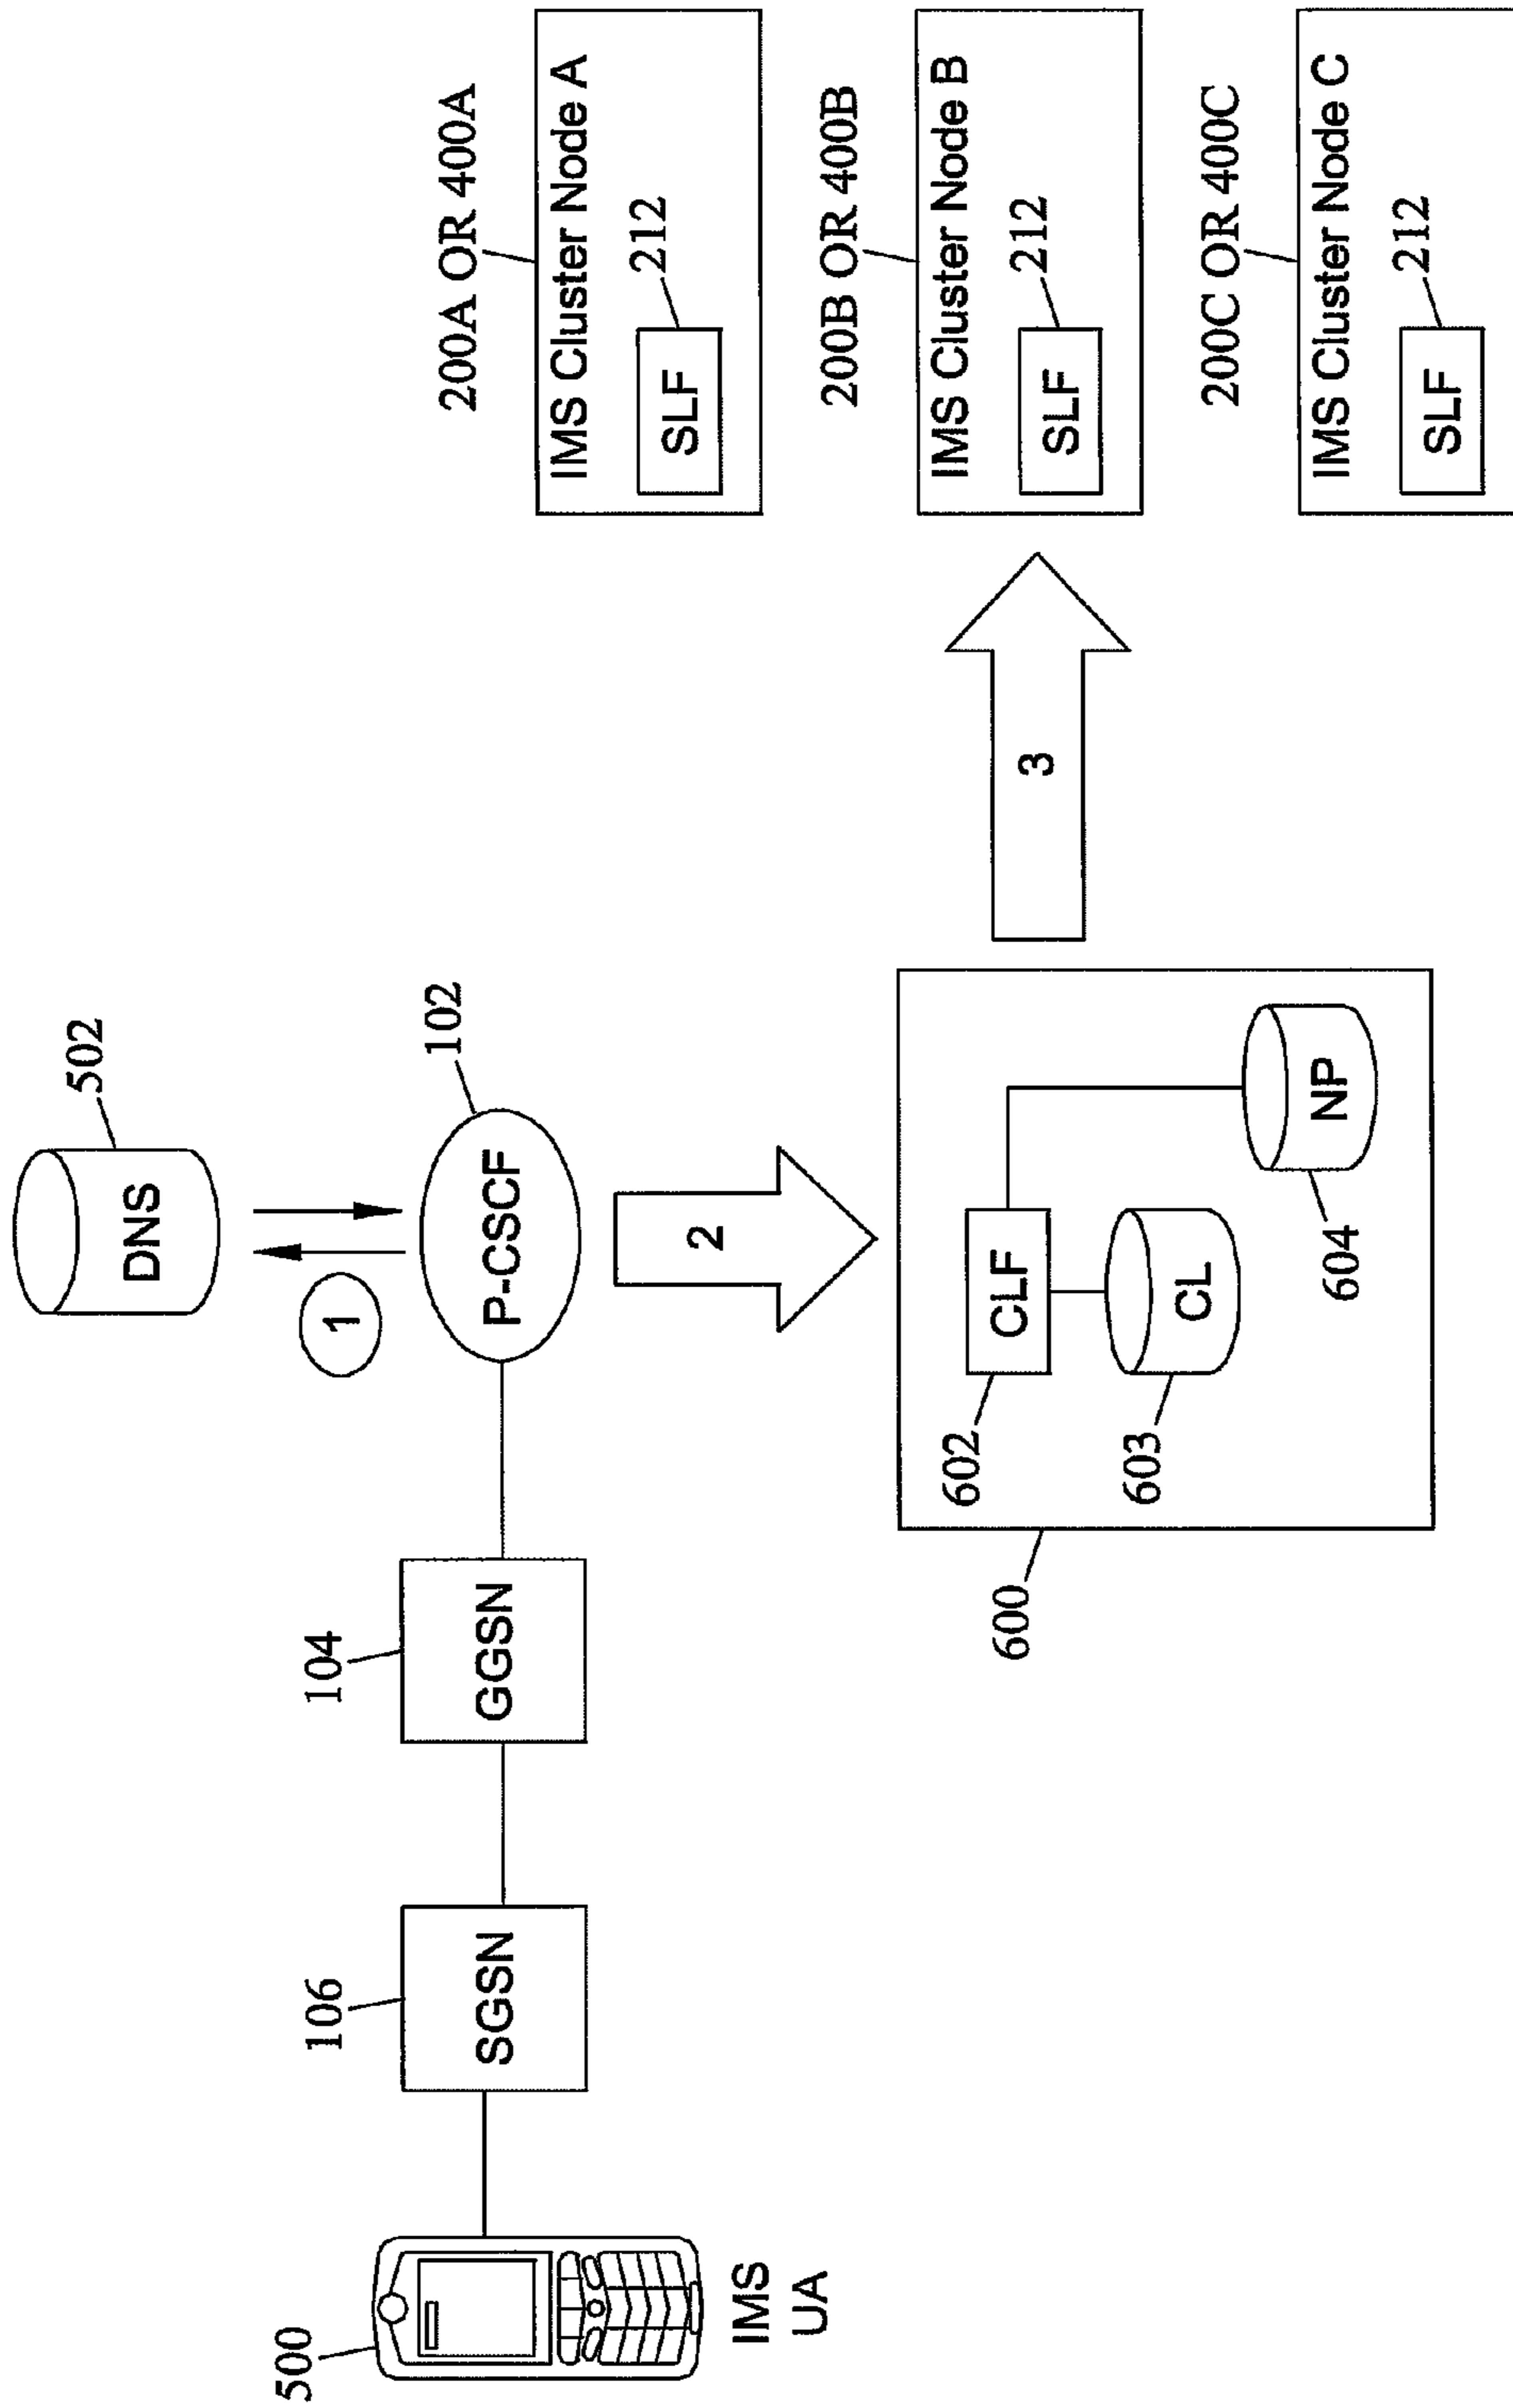 500
IMS
UA
106
SGSN
104
GGSN
502
DNS
1
102
P-CSCF
2
600
602
CLF
603
CL
604
NP
3
200A OR 400A
IMS Cluster Node A
212
SLF
200B OR 400B
IMS Cluster Node B
212
SLF
200C OR 400C
IMS Cluster Node C
212
SLF